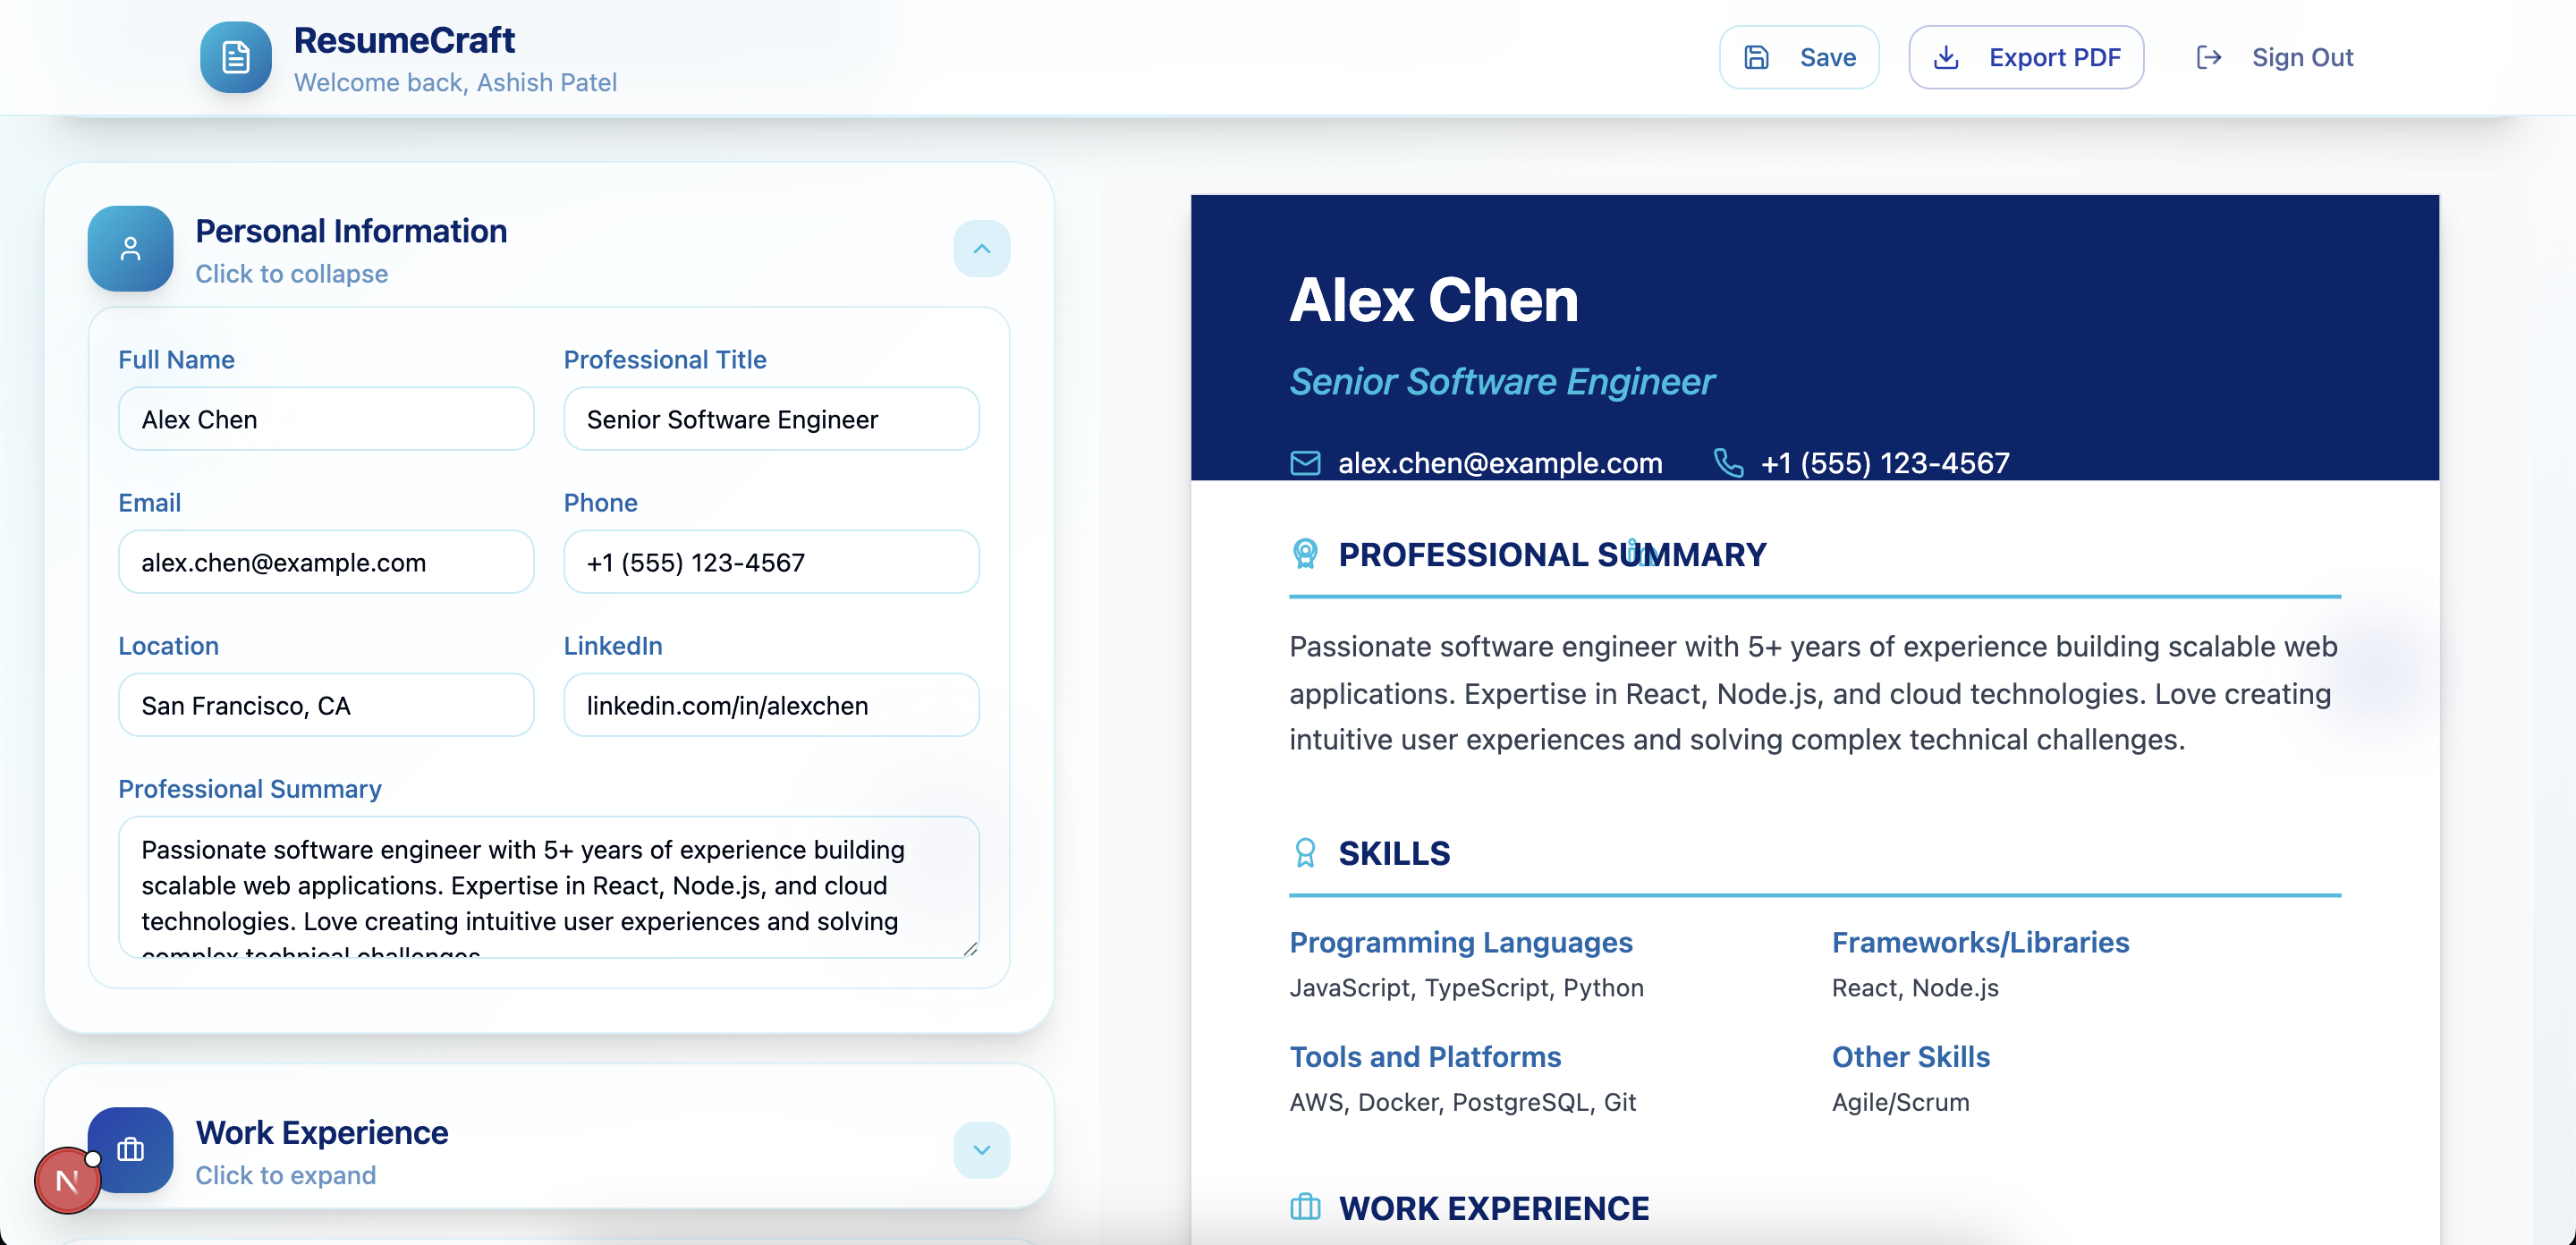 ResumeCraft
Welcome back, Ashish Patel
Save
Export PDF
Sign Out
Personal Information
Click to collapse
Full Name
Professional Title
Alex Chen
Senior Software Engineer
Email
Phone
alex.chen@example.com
+1 (555) 123-4567
Location
LinkedIn
San Francisco, CA
linkedin.com/in/alexchen
Professional Summary
Passionate software engineer with 5+ years of experience building
scalable web applications. Expertise in React, Node.js, and cloud
technologies. Love creating intuitive user experiences and solving
complex technical challenges.
Work Experience
Click to expand
N
Alex Chen
Senior Software Engineer
alex.chen@example.com
+1 (555) 123-4567
PROFESSIONAL SUMMARY
Passionate software engineer with 5+ years of experience building scalable web
applications. Expertise in React, Node.js, and cloud technologies. Love creating
intuitive user experiences and solving complex technical challenges.
SKILLS
Programming Languages
JavaScript, TypeScript, Python
Frameworks/Libraries
React, Node.js
Tools and Platforms
AWS, Docker, PostgreSQL, Git
Other Skills
Agile/Scrum
WORK EXPERIENCE